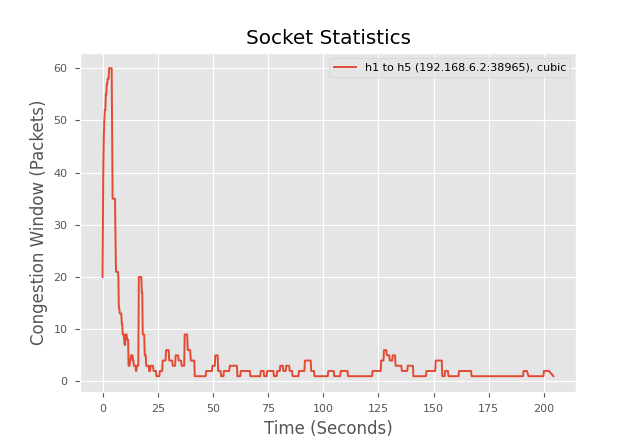 Socket Statistics
h1 to h5 (192.168.6.2:38965), cubic
Congestion Window (Packets)
60
50
40
30
20
10
0
0 25 50 75 100 125 150 175 200
Time (Seconds)